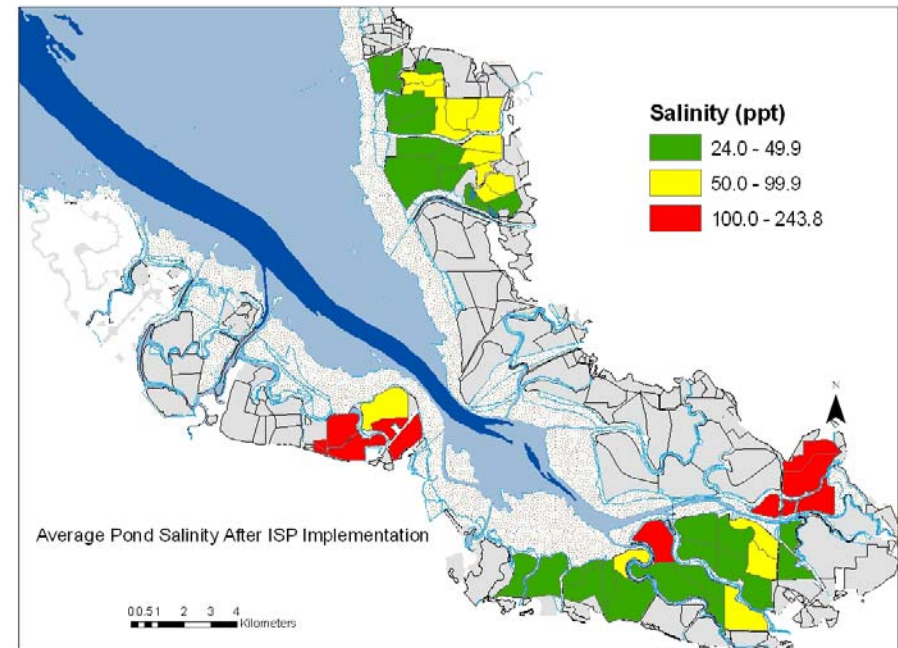 Salinity (ppt)
24.0 - 49.9
50.0 - 99.9
100.0 - 243.8
N
Average Pond Salinity After ISP Implementation
0 0.5 1 2 3 4
Kilometers